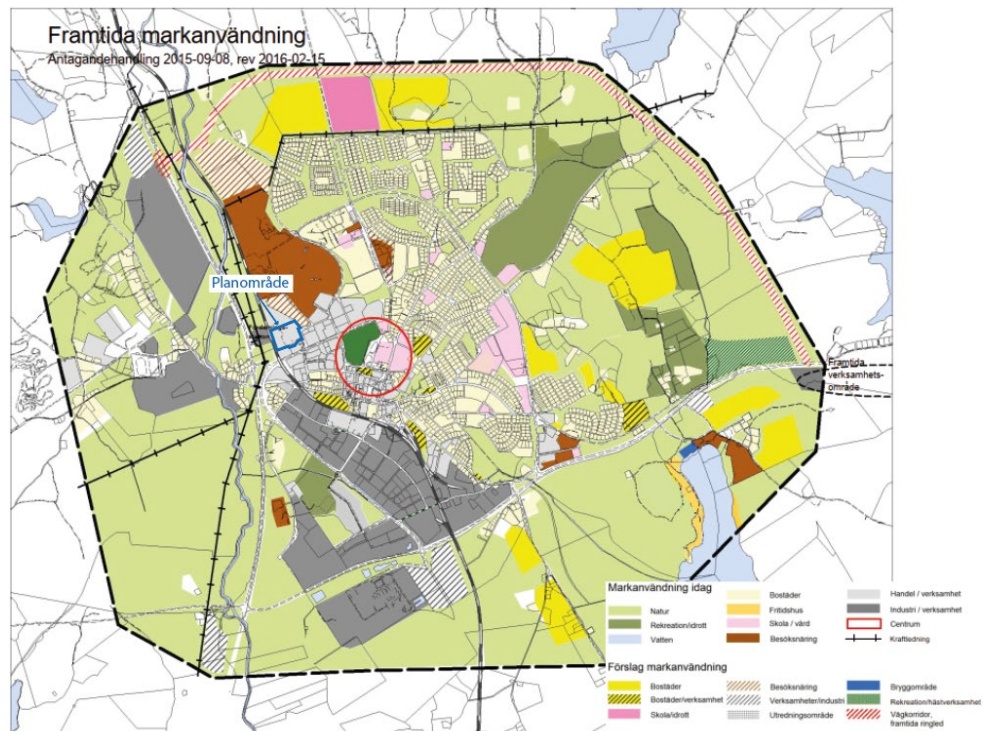 Framtida markanvändning
Antagandehandling 2015-09-08, rev 2016-02-15
Planområde
Framtida
verksamhets-
område
Markanvändning idag
Natur
Rekreation/idrott
Vatten
Bostäder
Fritidshus
Skola / vård
Besöksnäring
Handel / verksamhet
Industri / verksamhet
Centrum
Kraftledning
Förslag markanvändning
Bostäder
Bostäder/verksamhet
Skola/idrott
Besöksnäring
Verksamheter/industri
Utredningsområde
Bryggområde
Rekreation/hästverksamhet
Vägkorridor,
framtida ringled